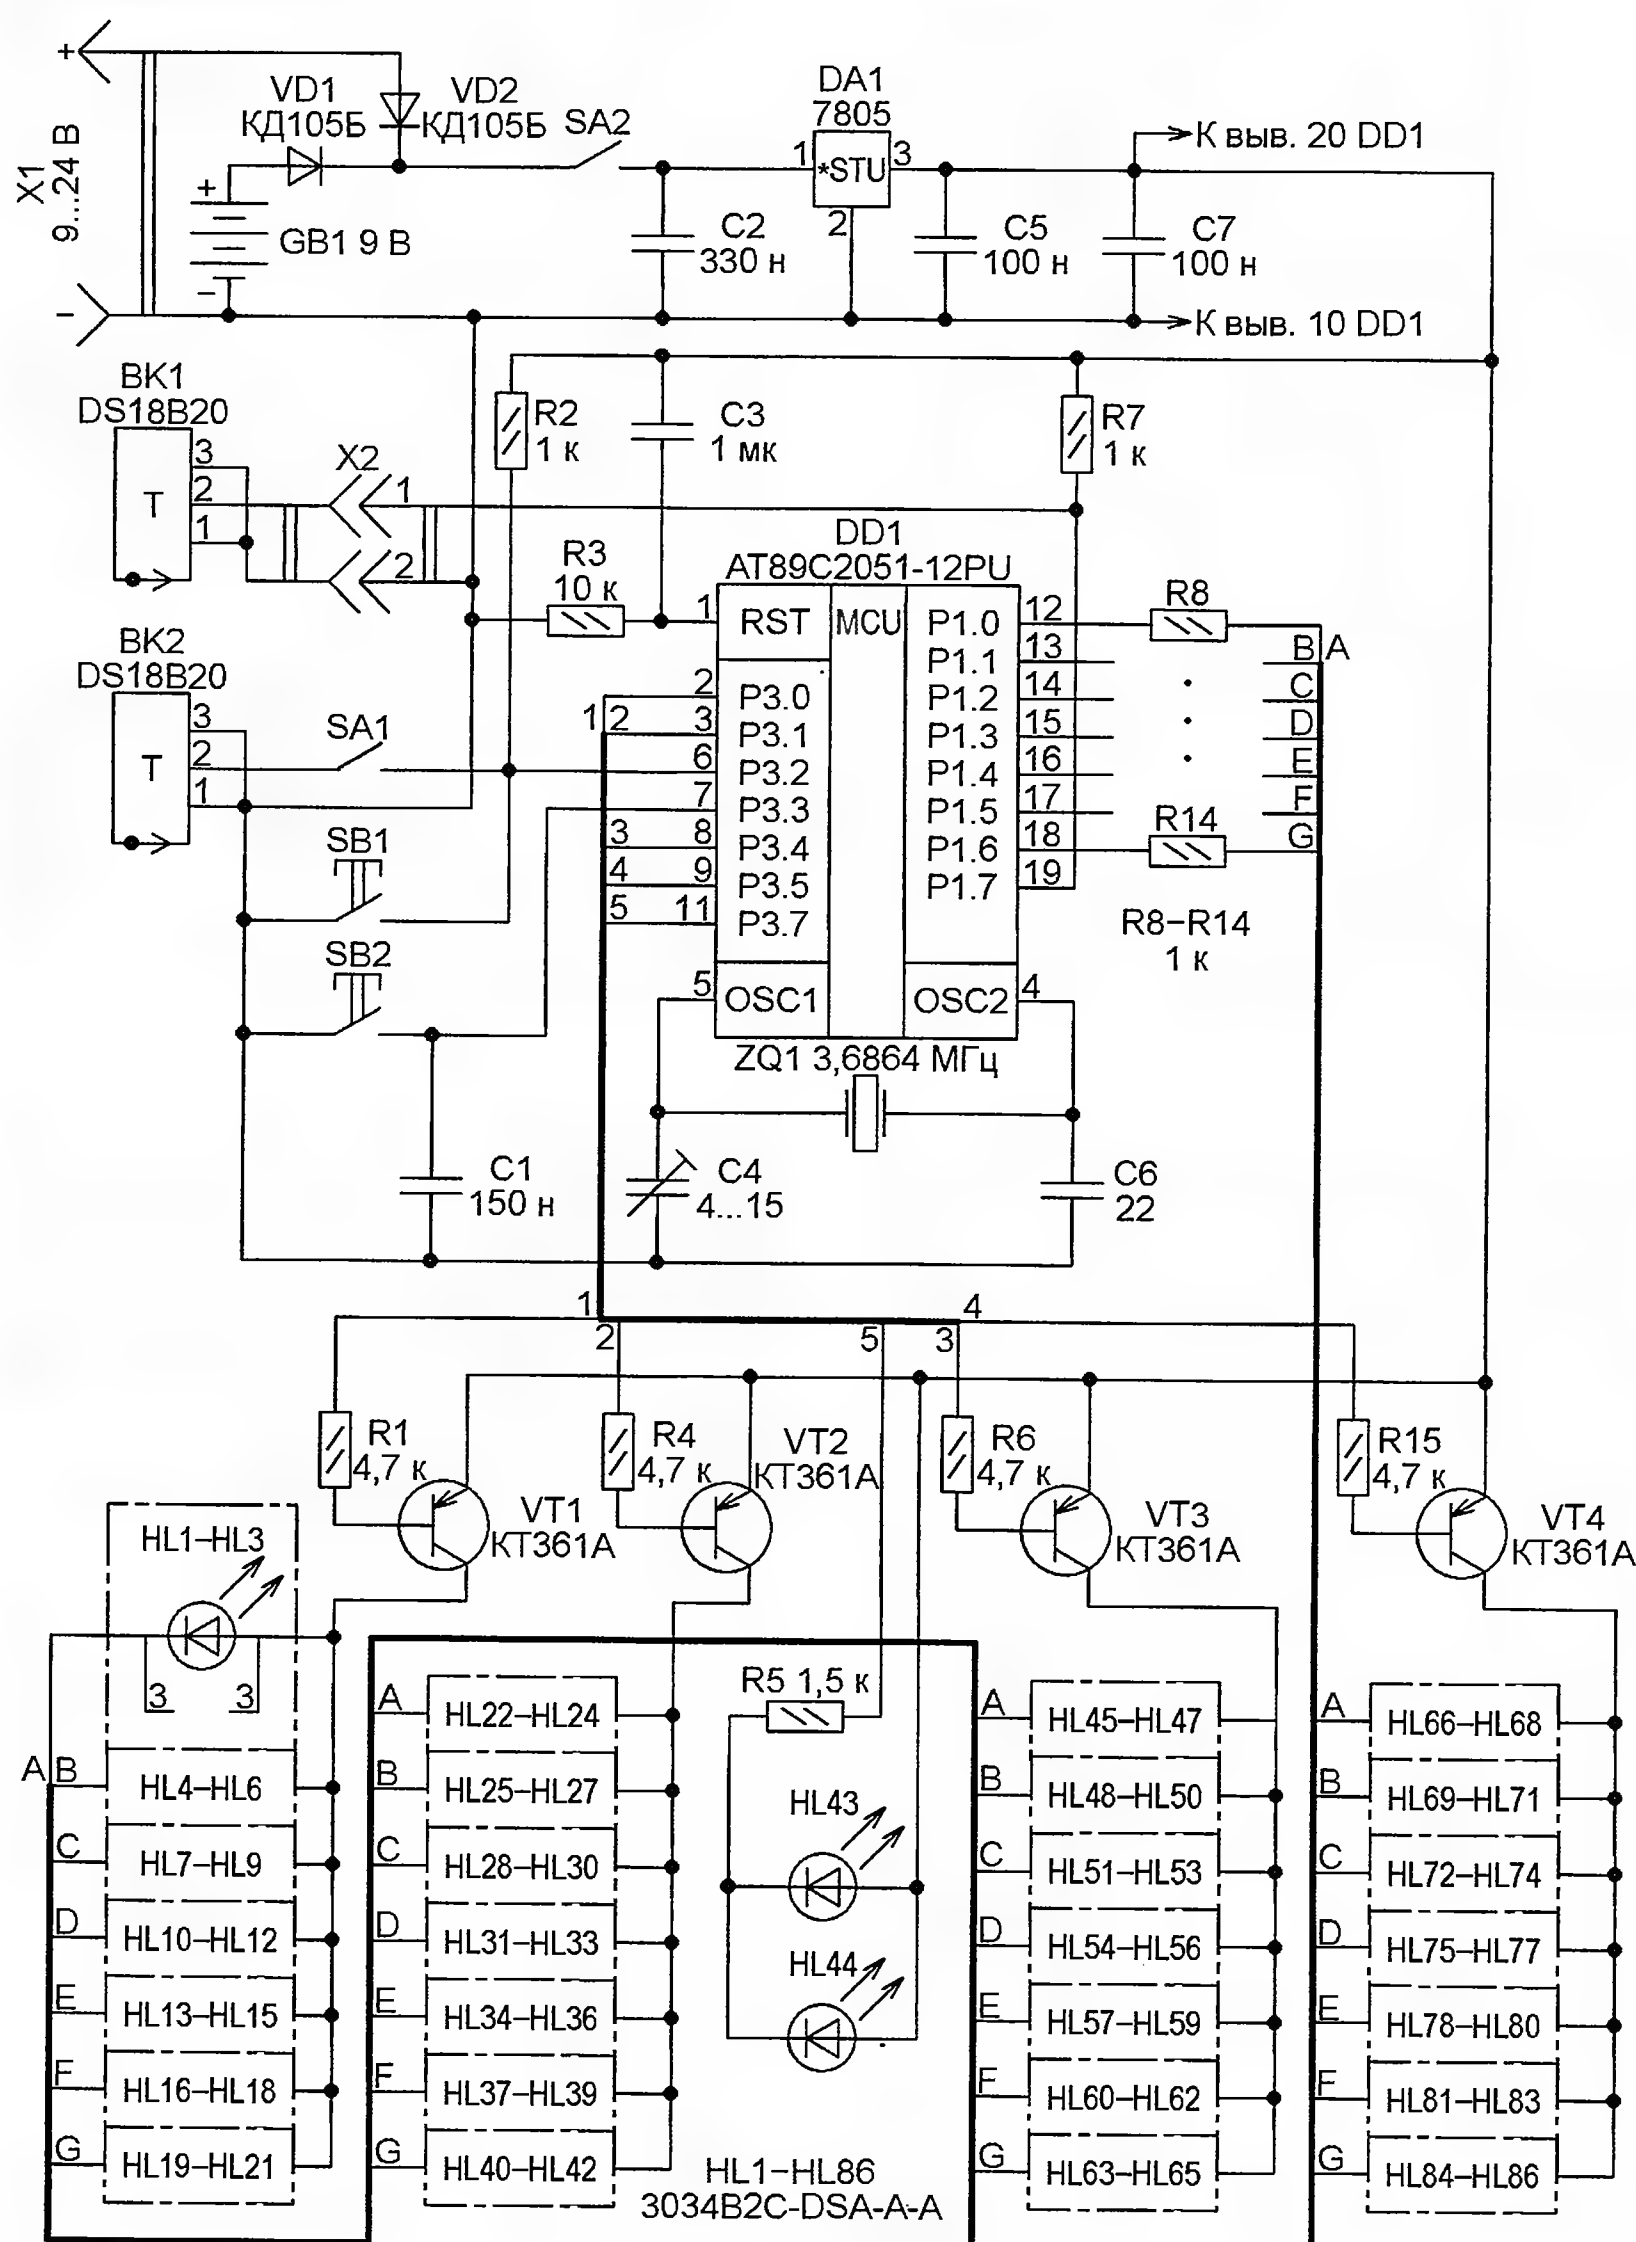 +
X1
9...24 В
−
VD1
КД105Б
VD2
КД105Б
SA2
DA1
7805
1
*STU
3
2
К выв. 20 DD1
+
GB1 9 В
−
C2
330 н
C5
100 н
C7
100 н
К выв. 10 DD1
BK1
DS18B20
3
2
1
T
X2
1
2
R2
1 к
C3
1 мк
R7
1 к
R3
10 к
DD1
AT89C2051-12PU
1
RST
MCU
P1.0
12
R8
P1.1
13
B
A
2
P3.0
P1.2
14
C
1
2
3
P3.1
P1.3
15
D
6
P3.2
P1.4
16
E
7
P3.3
P1.5
17
F
3
8
P3.4
P1.6
18
R14
G
4
9
P3.5
P1.7
19
5
11
P3.7
R8−R14
1 к
5
OSC1
OSC2
4
ZQ1 3,6864 МГц
BK2
DS18B20
3
2
1
T
SA1
SB1
SB2
C1
150 н
C4
4...15
C6
22
1
2
5
3
4
R1
4,7 к
VT1
КТ361А
R4
4,7 к
VT2
КТ361А
R6
4,7 к
VT3
КТ361А
R15
4,7 к
VT4
КТ361А
HL1−HL3
3
3
A
B
HL4−HL6
C
HL7−HL9
D
HL10−HL12
E
HL13−HL15
F
HL16−HL18
G
HL19−HL21
A
HL22−HL24
B
HL25−HL27
C
HL28−HL30
D
HL31−HL33
E
HL34−HL36
F
HL37−HL39
G
HL40−HL42
R5 1,5 к
HL43
HL44
HL1−HL86
3034B2C-DSA-A-A
A
HL45−HL47
B
HL48−HL50
C
HL51−HL53
D
HL54−HL56
E
HL57−HL59
F
HL60−HL62
G
HL63−HL65
A
HL66−HL68
B
HL69−HL71
C
HL72−HL74
D
HL75−HL77
E
HL78−HL80
F
HL81−HL83
G
HL84−HL86